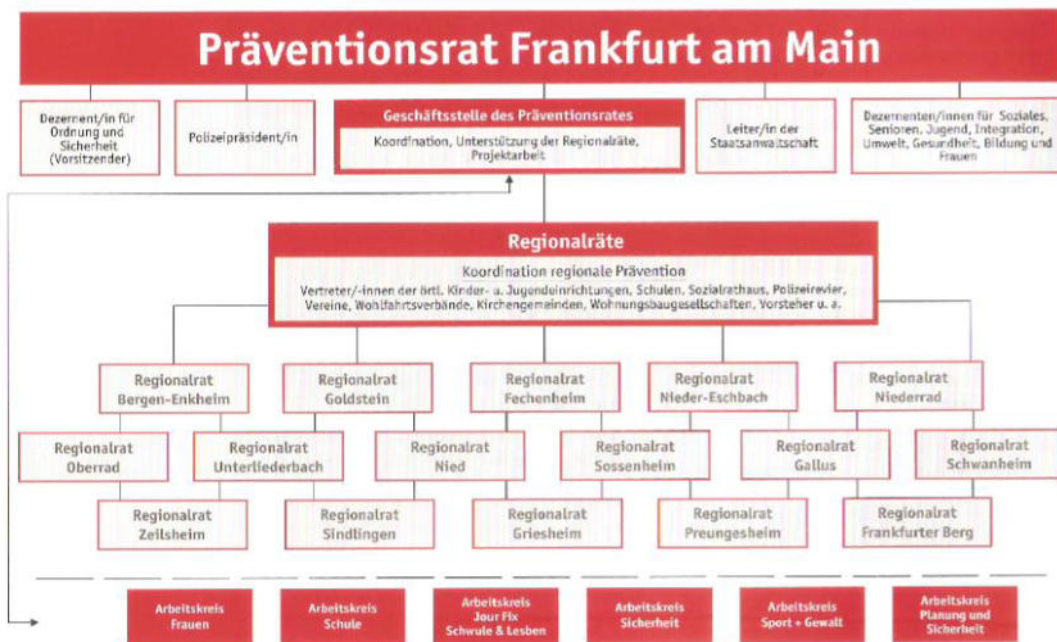 Präventionsrat Frankfurt am Main
Dezernent/in für
Ordnung und
Sicherheit
(Vorsitzender)
Polizeipräsident/in
Geschäftsstelle des Präventionsrates
Koordination, Unterstützung der Regionalräte,
Projektarbeit
Leiter/in der
Staatsanwaltschaft
Dezernenten/innen für Soziales,
Senioren, Jugend, Integration,
Umwelt, Gesundheit, Bildung und
Frauen
Regionalräte
Koordination regionale Prävention
Vertreter/-innen der örtl. Kinder- u. Jugendeinrichtungen, Schulen, Sozialrathaus, Polizeirevier,
Vereine, Wohlfahrtsverbände, Kirchengemeinden, Wohnungsbaugesellschaften, Vorsteher u. a.
Regionalrat
Bergen-Enkheim
Regionalrat
Goldstein
Regionalrat
Fechenheim
Regionalrat
Nieder-Eschbach
Regionalrat
Niederrad
Regionalrat
Oberrad
Regionalrat
Unterliederbach
Regionalrat
Nied
Regionalrat
Sossenheim
Regionalrat
Gallus
Regionalrat
Schwanheim
Regionalrat
Zeilsheim
Regionalrat
Sindlingen
Regionalrat
Griesheim
Regionalrat
Preungesheim
Regionalrat
Frankfurter Berg
Arbeitskreis
Frauen
Arbeitskreis
Schule
Arbeitskreis
Jour Fix
Schwule & Lesben
Arbeitskreis
Sicherheit
Arbeitskreis
Sport + Gewalt
Arbeitskreis
Planung und
Sicherheit